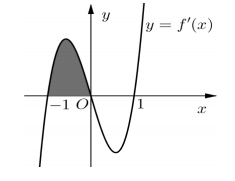 y
y = f′(x)
−1 O 1
x